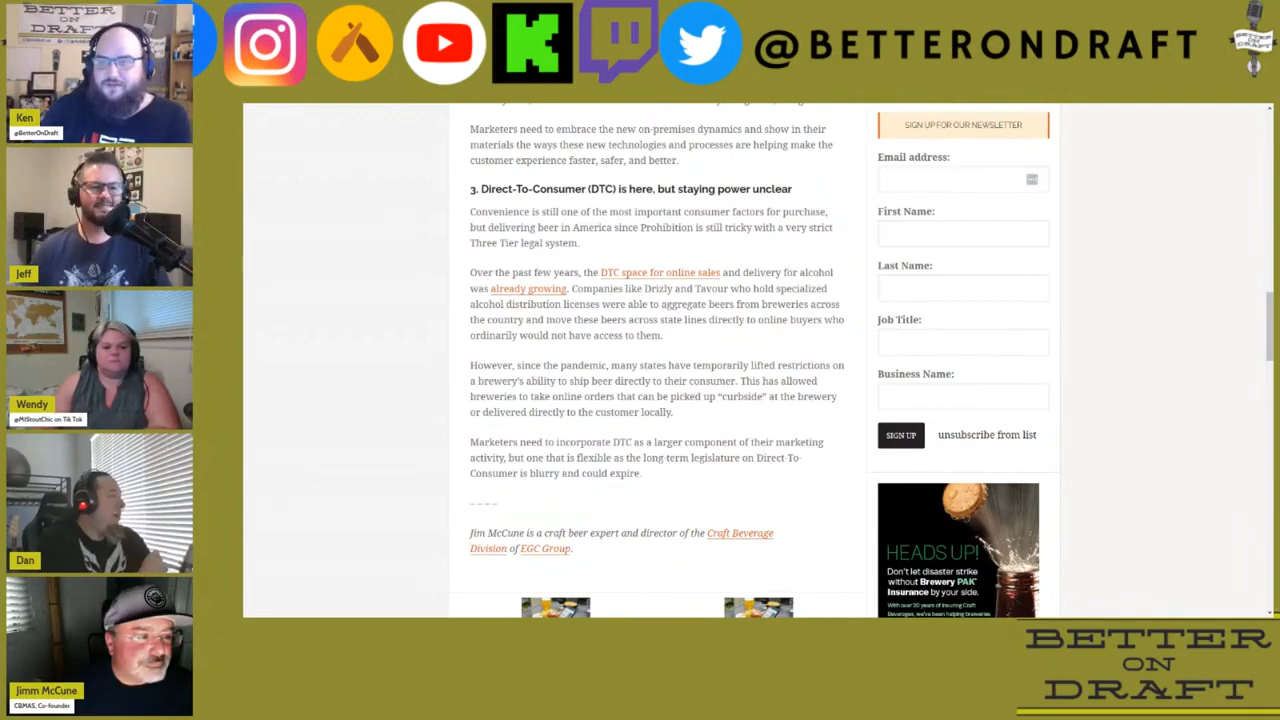 @BETTERONDRAFT
BETTER
ON DRAFT
Ken
@BetterOnDraft
Jeff
Wendy
@MIStoutChic on Tik Tok
Dan
Jimm McCune
CBMAS, Co-founder
Marketers need to embrace the new on-premises dynamics and show in their
materials the ways these new technologies and processes are helping make the
customer experience faster, safer, and better.
3. Direct-To-Consumer (DTC) is here, but staying power unclear
Convenience is still one of the most important consumer factors for purchase,
but delivering beer in America since Prohibition is still tricky with a very strict
Three Tier legal system.
Over the past few years, the DTC space for online sales and delivery for alcohol
was already growing. Companies like Drizly and Tavour who hold specialized
alcohol distribution licenses were able to aggregate beers from breweries across
the country and move these beers across state lines directly to online buyers who
ordinarily would not have access to them.
However, since the pandemic, many states have temporarily lifted restrictions on
a brewery's ability to ship beer directly to their consumer. This has allowed
breweries to take online orders that can be picked up “curbside” at the brewery
or delivered directly to the customer locally.
Marketers need to incorporate DTC as a larger component of their marketing
activity, but one that is flexible as the long-term legislature on Direct-To-
Consumer is blurry and could expire.
– – – –
Jim McCune is a craft beer expert and director of the Craft Beverage
Division of EGC Group.
SIGN UP FOR OUR NEWSLETTER
Email address:
First Name:
Last Name:
Job Title:
Business Name:
SIGN UP
unsubscribe from list
HEADS UP!
Don't let disaster strike
without Brewery PAK
Insurance by your side.
With over 20 years of insuring Craft
Beverages, we've been helping breweries
BETTER
ON
DRAFT